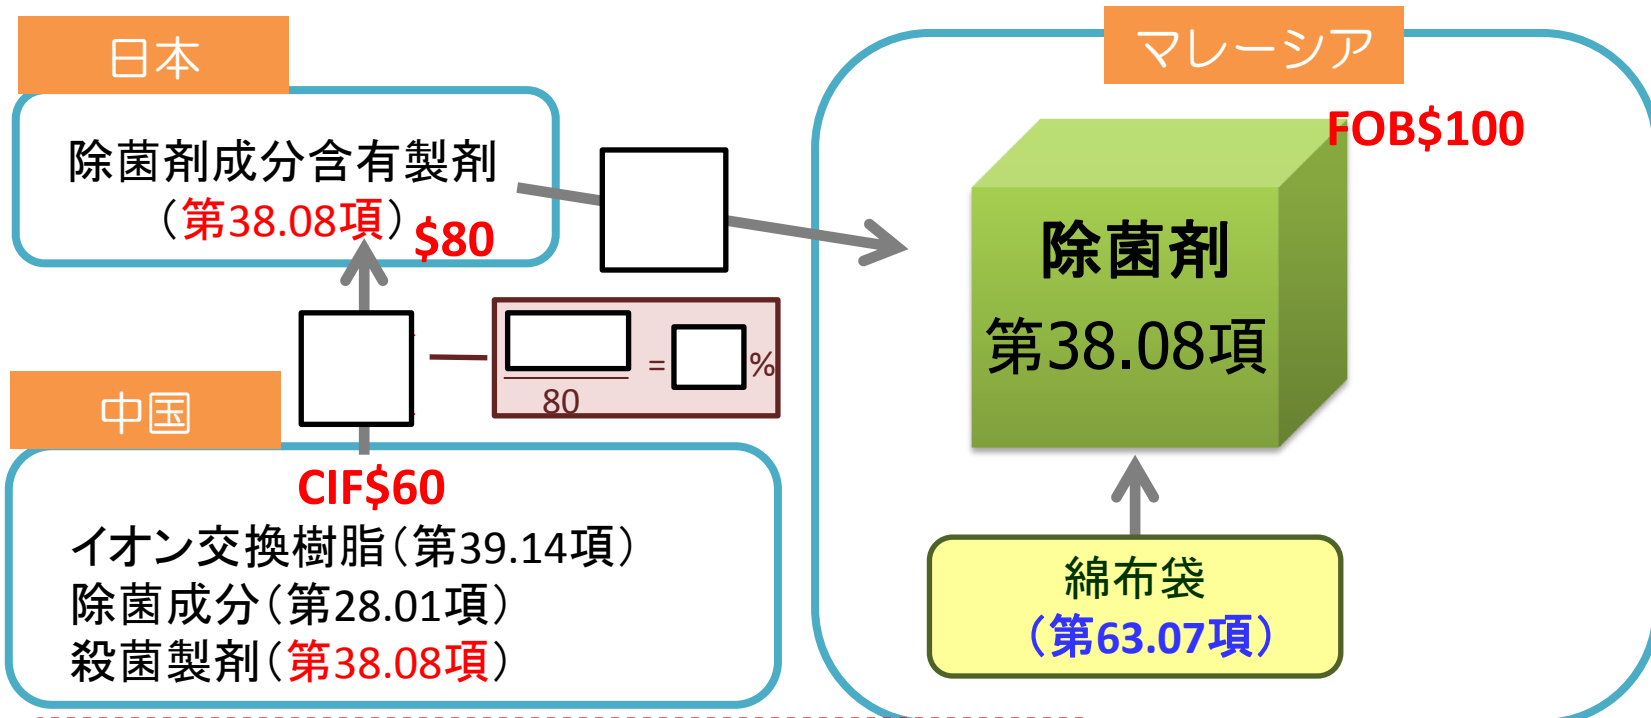 日本
除菌剤成分含有製剤
（第38.08項）
$80
マレーシア
FOB$100
除菌剤
第38.08項
= %
80
中国
CIF$60
イオン交換樹脂（第39.14項）
除菌成分（第28.01項）
殺菌製剤（第38.08項）
綿布袋
（第63.07項）